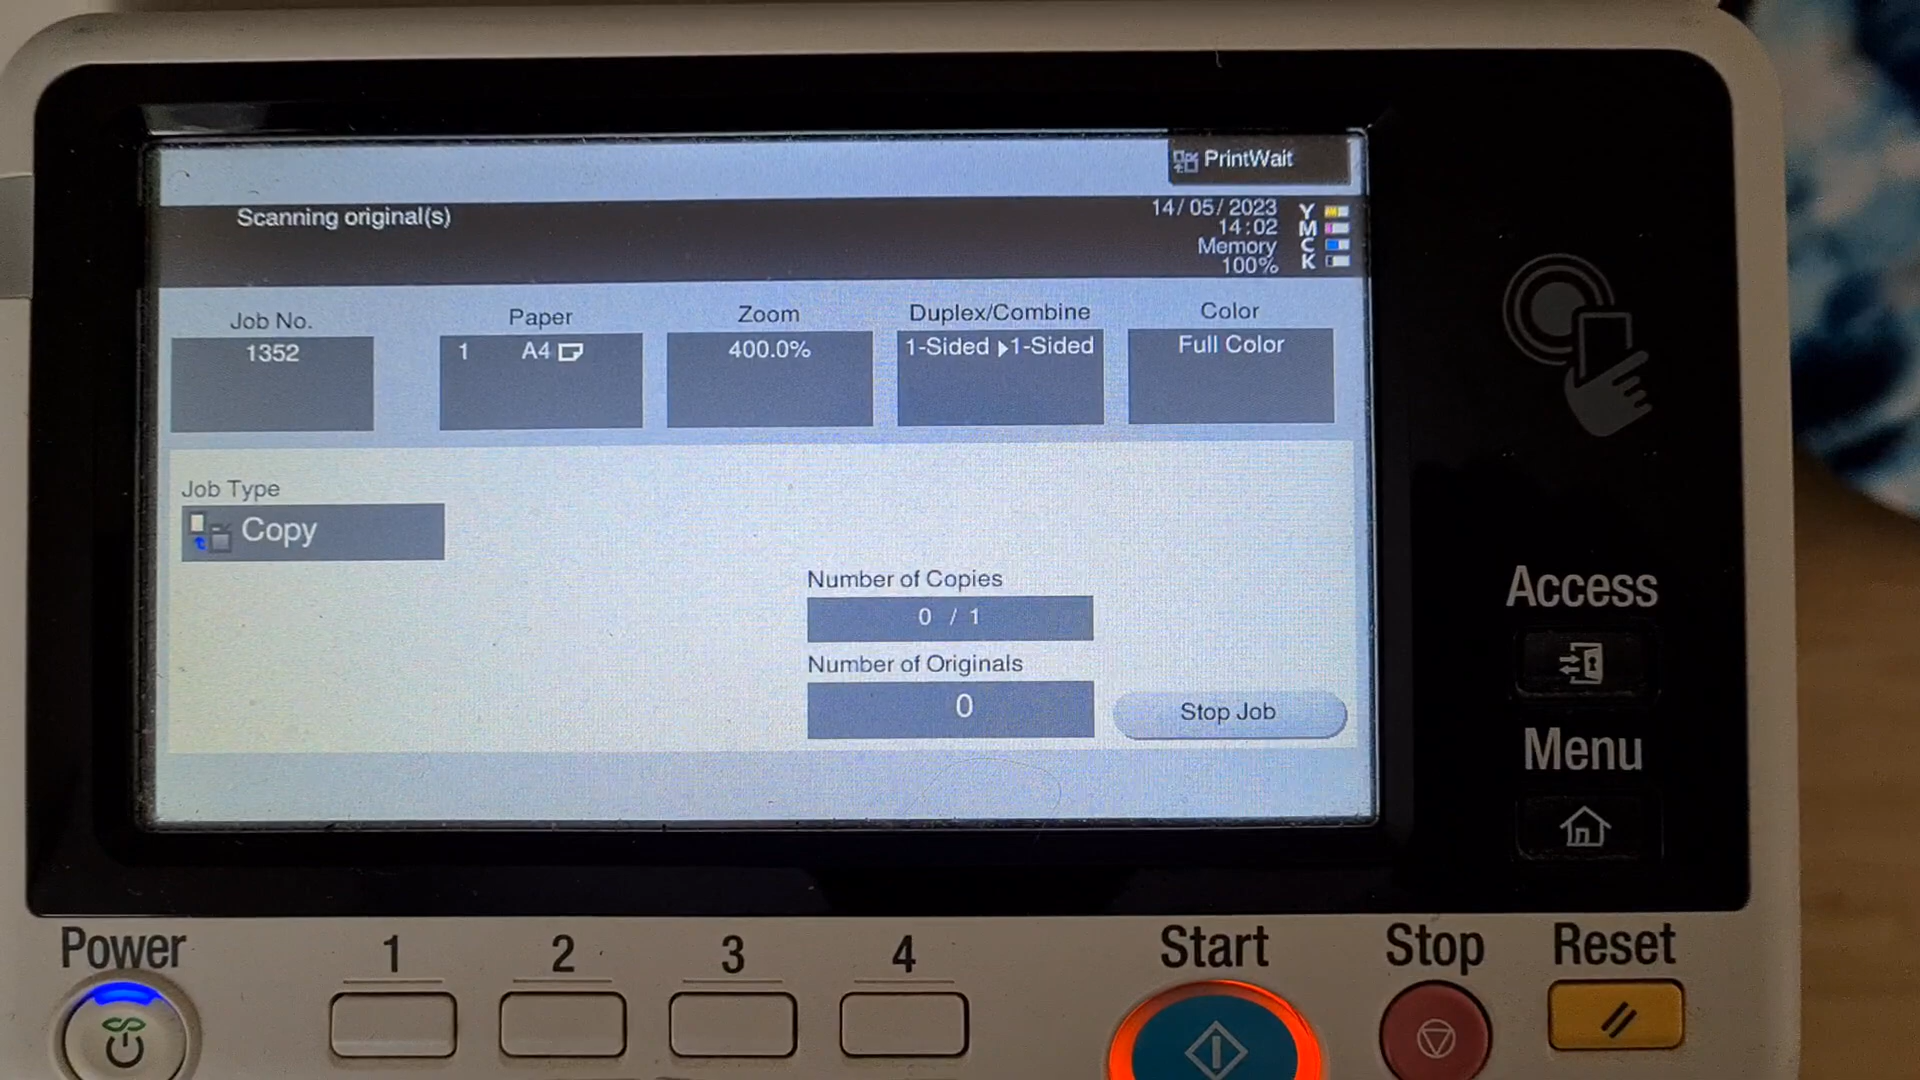 PrintWait
Scanning original(s)
14/05/2023
14:02
Memory
100%
Y
M
C
K
Job No.
1352
Paper
1 A4
Zoom
400.0%
Duplex/Combine
1-Sided ▶1-Sided
Color
Full Color
Job Type
Copy
Number of Copies
0 / 1
Number of Originals
0
Stop Job
Access
Menu
Power
1
2
3
4
Start
Stop
Reset